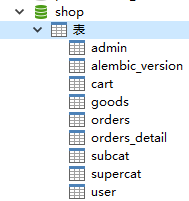 shop
表
admin
alembic_version
cart
goods
orders
orders_detail
subcat
supercat
user